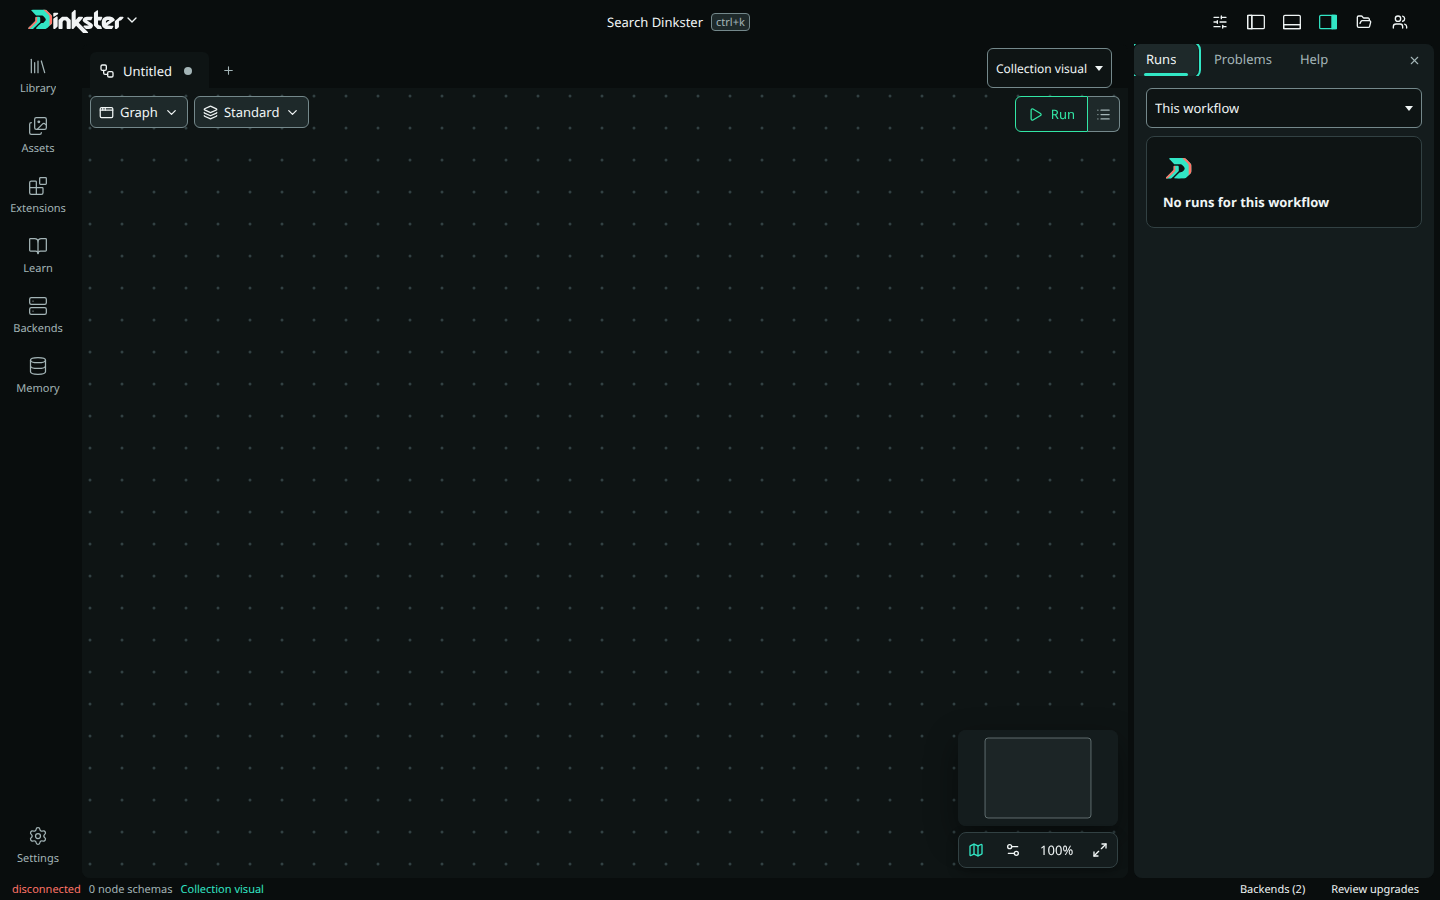 Dinkster
Search Dinkster ctrl+k
Library
Assets
Extensions
Learn
Backends
Memory
Settings
Untitled
Collection visual
Graph
Standard
Run
100%
Runs
Problems
Help
This workflow
No runs for this workflow
disconnected
0 node schemas
Collection visual
Backends (2)
Review upgrades